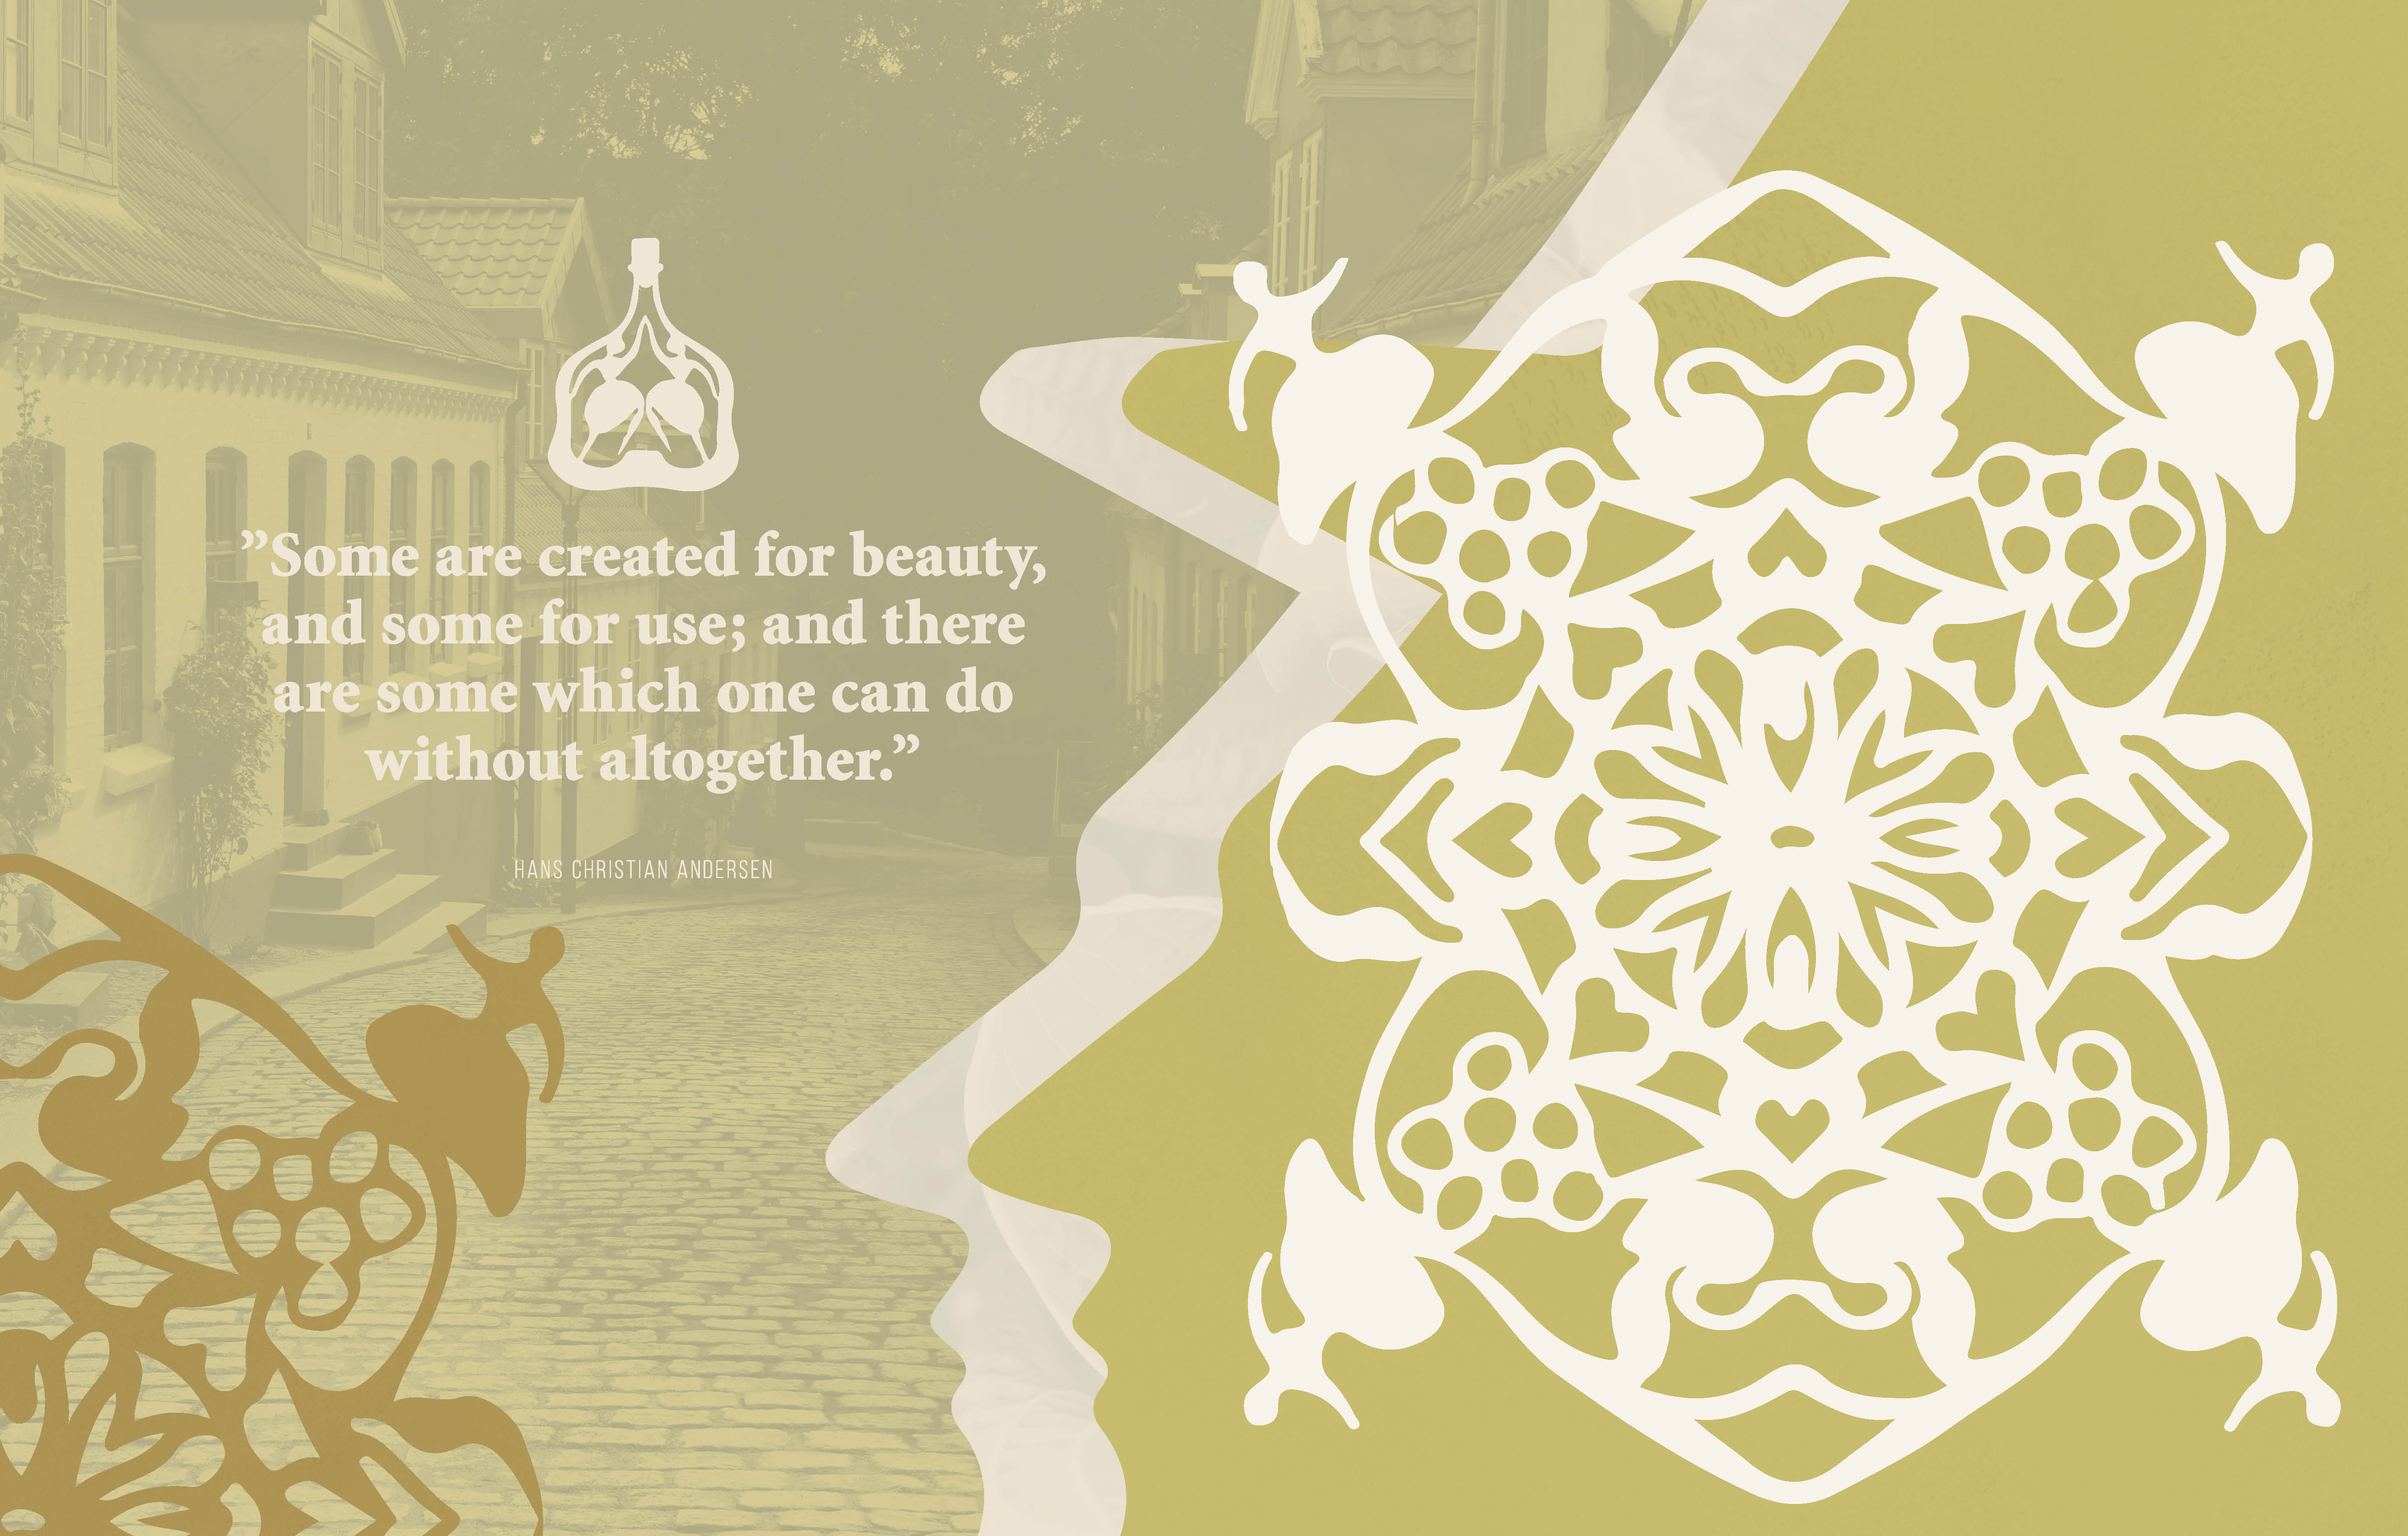 ”Some are created for beauty,
and some for use; and there
are some which one can do
without altogether.”
HANS CHRISTIAN ANDERSEN